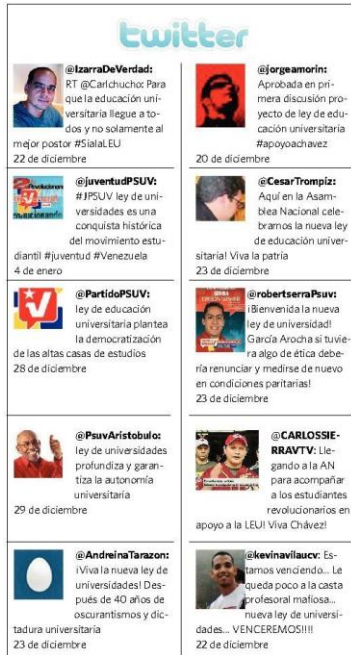 twitter
@IzarraDeVerdad:
RT @Carlchucho: Para
que la educación uni-
versitaria llegue a to-
dos y no solamente al
mejor postor #SialaLEU
22 de diciembre
@jorgeamorin:
Aprobada en pri-
mera discusión pro-
yecto de ley de edu-
cación universitaria
#apoyoachavez
20 de diciembre
@juventudPSUV:
#JPSUV ley de uni-
versidades es una
conquista histórica
del movimiento estu-
diantil #juventud #Venezuela
4 de enero
@CesarTrompiz:
Aquí en la Asam-
blea Nacional cele-
bramos la nueva ley
de educación univer-
sitaria! Viva la patria
23 de diciembre
@PartidoPSUV:
ley de educación
universitaria plantea
la democratización
de las altas casas de estudios
28 de diciembre
@robertserraPsuv:
¡Bienvenida la nueva
ley de universidad!
García Arocha si tuvie-
ra algo de ética debe-
ría renunciar y medirse de nuevo
en condiciones paritarias!
23 de diciembre
@PsuvAristobulo:
ley de universidades
profundiza y garan-
tiza la autonomía
universitaria
29 de diciembre
@CARLOSSIE-
RRAVTV: Lle-
gando a la AN
para acompañar
a los estudiantes
revolucionarios en
apoyo a la LEU! Viva Chávez!
@AndreinaTarazon:
¡Viva la nueva ley de
universidades! Des-
pués de 40 años de
oscurantismos y dic-
tadura universitaria
23 de diciembre
@kevinavilaucv: Es-
tamos venciendo... Le
queda poco a la casta
profesoral mafiosa...
nueva ley de universi-
dades... VENCEREMOS!!!!
22 de diciembre